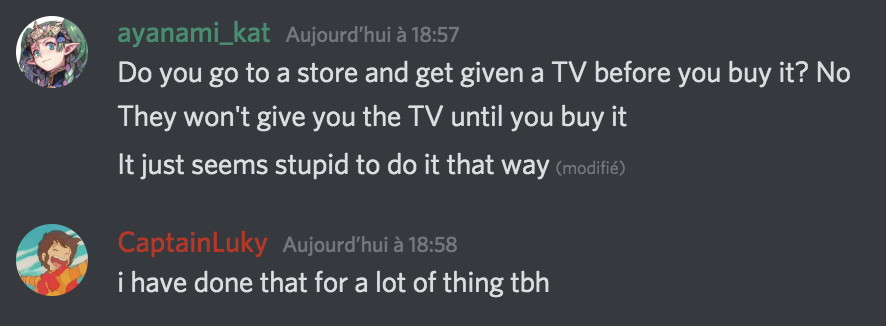 ayanami_kat Aujourd'hui à 18:57
Do you go to a store and get given a TV before you buy it? No
They won't give you the TV until you buy it
It just seems stupid to do it that way (modifié)
CaptainLuky Aujourd'hui à 18:58
i have done that for a lot of thing tbh